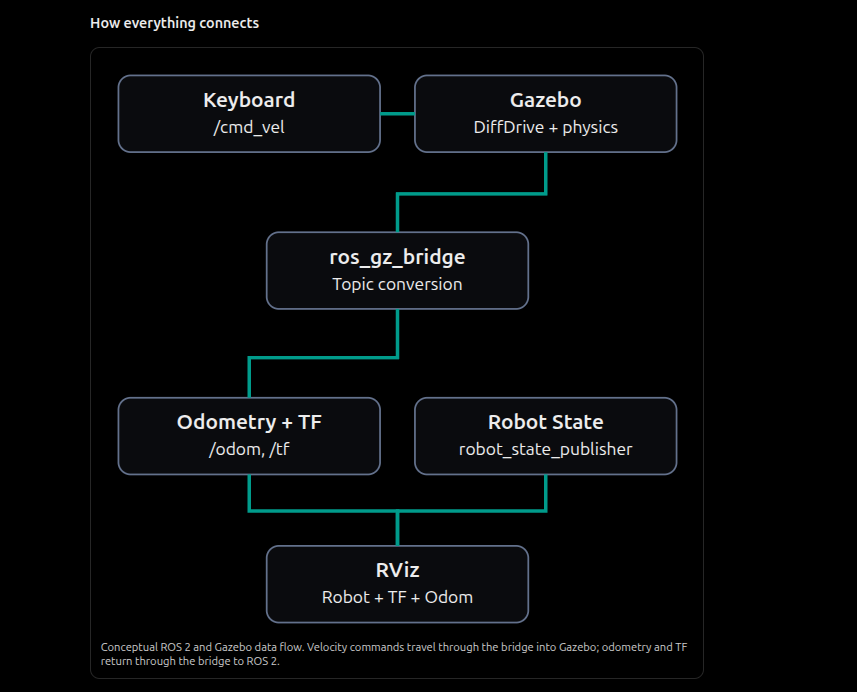 How everything connects
Keyboard
/cmd_vel
Gazebo
DiffDrive + physics
ros_gz_bridge
Topic conversion
Odometry + TF
/odom, /tf
Robot State
robot_state_publisher
RViz
Robot + TF + Odom
Conceptual ROS 2 and Gazebo data flow. Velocity commands travel through the bridge into Gazebo; odometry and TF
return through the bridge to ROS 2.